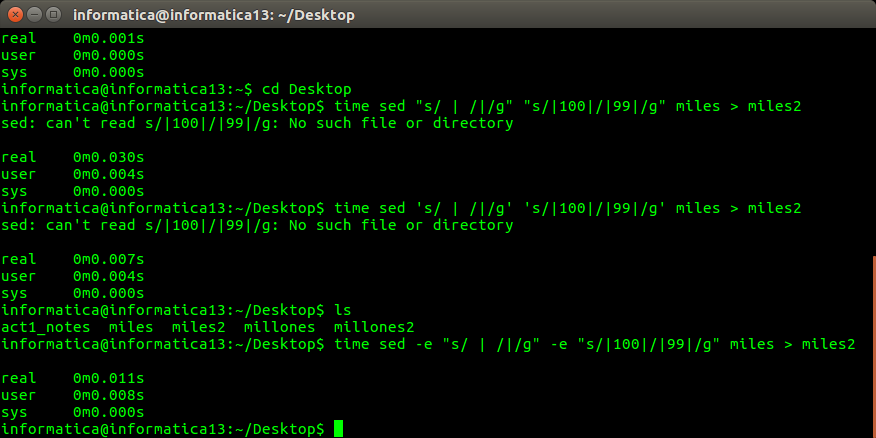 informatica@informatica13: ~/Desktop
real    0m0.001s
user    0m0.000s
sys     0m0.000s
informatica@informatica13:~$ cd Desktop
informatica@informatica13:~/Desktop$ time sed "s/ | /|/g" "s/|100|/|99|/g" miles > miles2
sed: can't read s/|100|/|99|/g: No such file or directory

real    0m0.030s
user    0m0.004s
sys     0m0.000s
informatica@informatica13:~/Desktop$ time sed 's/ | /|/g' 's/|100|/|99|/g' miles > miles2
sed: can't read s/|100|/|99|/g: No such file or directory

real    0m0.007s
user    0m0.004s
sys     0m0.000s
informatica@informatica13:~/Desktop$ ls
act1_notes  miles  miles2  millones  millones2
informatica@informatica13:~/Desktop$ time sed -e "s/ | /|/g" -e "s/|100|/|99|/g" miles > miles2

real    0m0.011s
user    0m0.008s
sys     0m0.000s
informatica@informatica13:~/Desktop$